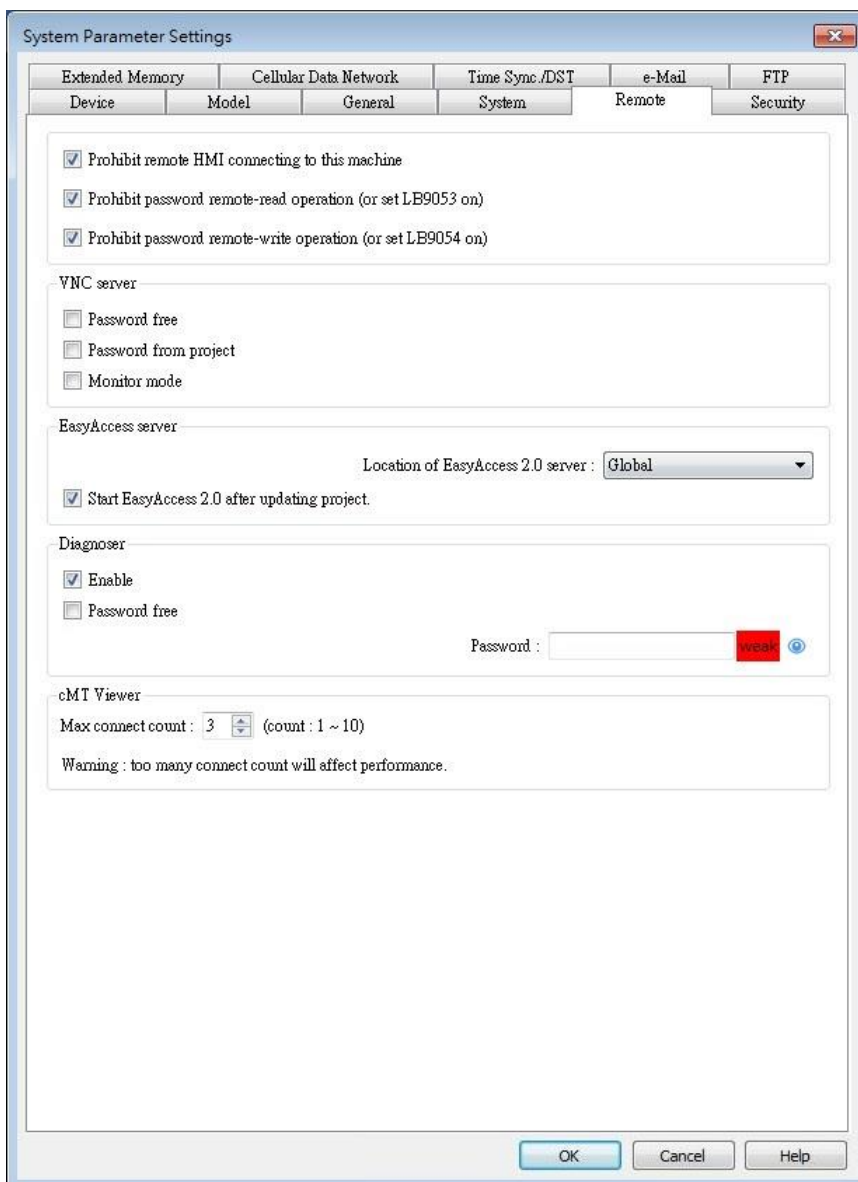 System Parameter Settings
Extended Memory Cellular Data Network Time Sync./DST e-Mail FTP
Device Model General System Remote Security
Prohibit remote HMI connecting to this machine
Prohibit password remote-read operation (or set LB9053 on)
Prohibit password remote-write operation (or set LB9054 on)
VNC server
Password free
Password from project
Monitor mode
EasyAccess server
Location of EasyAccess 2.0 server : Global
Start EasyAccess 2.0 after updating project.
Diagnoser
Enable
Password free
Password : weak
cMT Viewer
Max connect count : 3 (count : 1 ~ 10)
Warning : too many connect count will affect performance.
OK Cancel Help